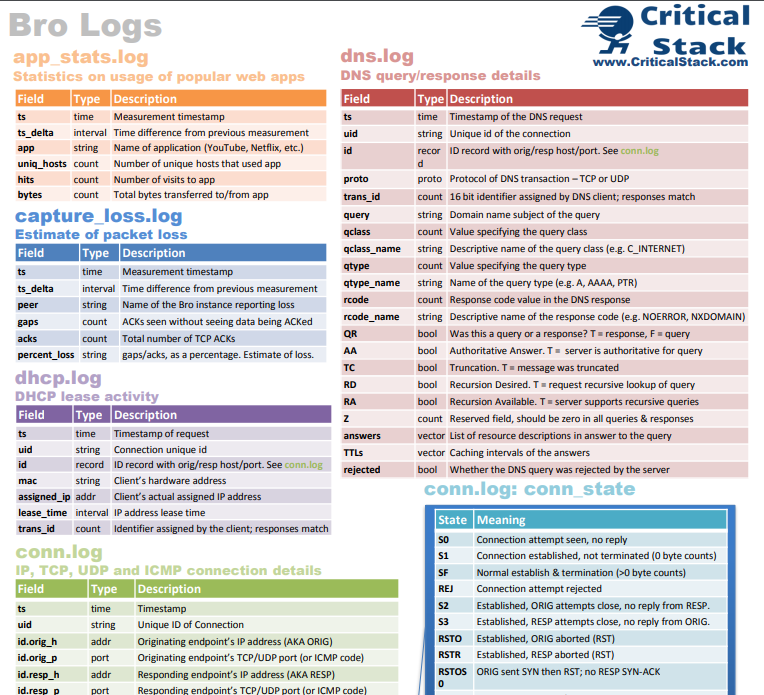 Bro Logs
Critical
Stack
www.CriticalStack.com
app_stats.log
Statistics on usage of popular web apps
Field Type Description
ts time Measurement timestamp
ts_delta interval Time difference from previous measurement
app string Name of application (YouTube, Netflix, etc.)
uniq_hosts count Number of unique hosts that used app
hits count Number of visits to app
bytes count Total bytes transferred to/from app
capture_loss.log
Estimate of packet loss
Field Type Description
ts time Measurement timestamp
ts_delta interval Time difference from previous measurement
peer string Name of the Bro instance reporting loss
gaps count ACKs seen without seeing data being ACKed
acks count Total number of TCP ACKs
percent_loss string gaps/acks, as a percentage. Estimate of loss.
dhcp.log
DHCP lease activity
Field Type Description
ts time Timestamp of request
uid string Connection unique id
id record ID record with orig/resp host/port. See conn.log
mac string Client's hardware address
assigned_ip addr Client's actual assigned IP address
lease_time interval IP address lease time
trans_id count Identifier assigned by the client; responses match
conn.log
IP, TCP, UDP and ICMP connection details
Field Type Description
ts time Timestamp
uid string Unique ID of Connection
id.orig_h addr Originating endpoint's IP address (AKA ORIG)
id.orig_p port Originating endpoint's TCP/UDP port (or ICMP code)
id.resp_h addr Responding endpoint's IP address (AKA RESP)
id.resp_p port Responding endpoint's TCP/UDP port (or ICMP code)
dns.log
DNS query/response details
Field Type Description
ts time Timestamp of the DNS request
uid string Unique id of the connection
id recor ID record with orig/resp host/port. See conn.log
d
proto proto Protocol of DNS transaction – TCP or UDP
trans_id count 16 bit identifier assigned by DNS client; responses match
query string Domain name subject of the query
qclass count Value specifying the query class
qclass_name string Descriptive name of the query class (e.g. C_INTERNET)
qtype count Value specifying the query type
qtype_name string Name of the query type (e.g. A, AAAA, PTR)
rcode count Response code value in the DNS response
rcode_name string Descriptive name of the response code (e.g. NOERROR, NXDOMAIN)
QR bool Was this a query or a response? T = response, F = query
AA bool Authoritative Answer. T = server is authoritative for query
TC bool Truncation. T = message was truncated
RD bool Recursion Desired. T = request recursive lookup of query
RA bool Recursion Available. T = server supports recursive queries
Z count Reserved field, should be zero in all queries & responses
answers vector List of resource descriptions in answer to the query
TTLs vector Caching intervals of the answers
rejected bool Whether the DNS query was rejected by the server
conn.log: conn_state
State Meaning
S0 Connection attempt seen, no reply
S1 Connection established, not terminated (0 byte counts)
SF Normal establish & termination (>0 byte counts)
REJ Connection attempt rejected
S2 Established, ORIG attempts close, no reply from RESP.
S3 Established, RESP attempts close, no reply from ORIG.
RSTO Established, ORIG aborted (RST)
RSTR Established, RESP aborted (RST)
RSTOS ORIG sent SYN then RST; no RESP SYN-ACK
0